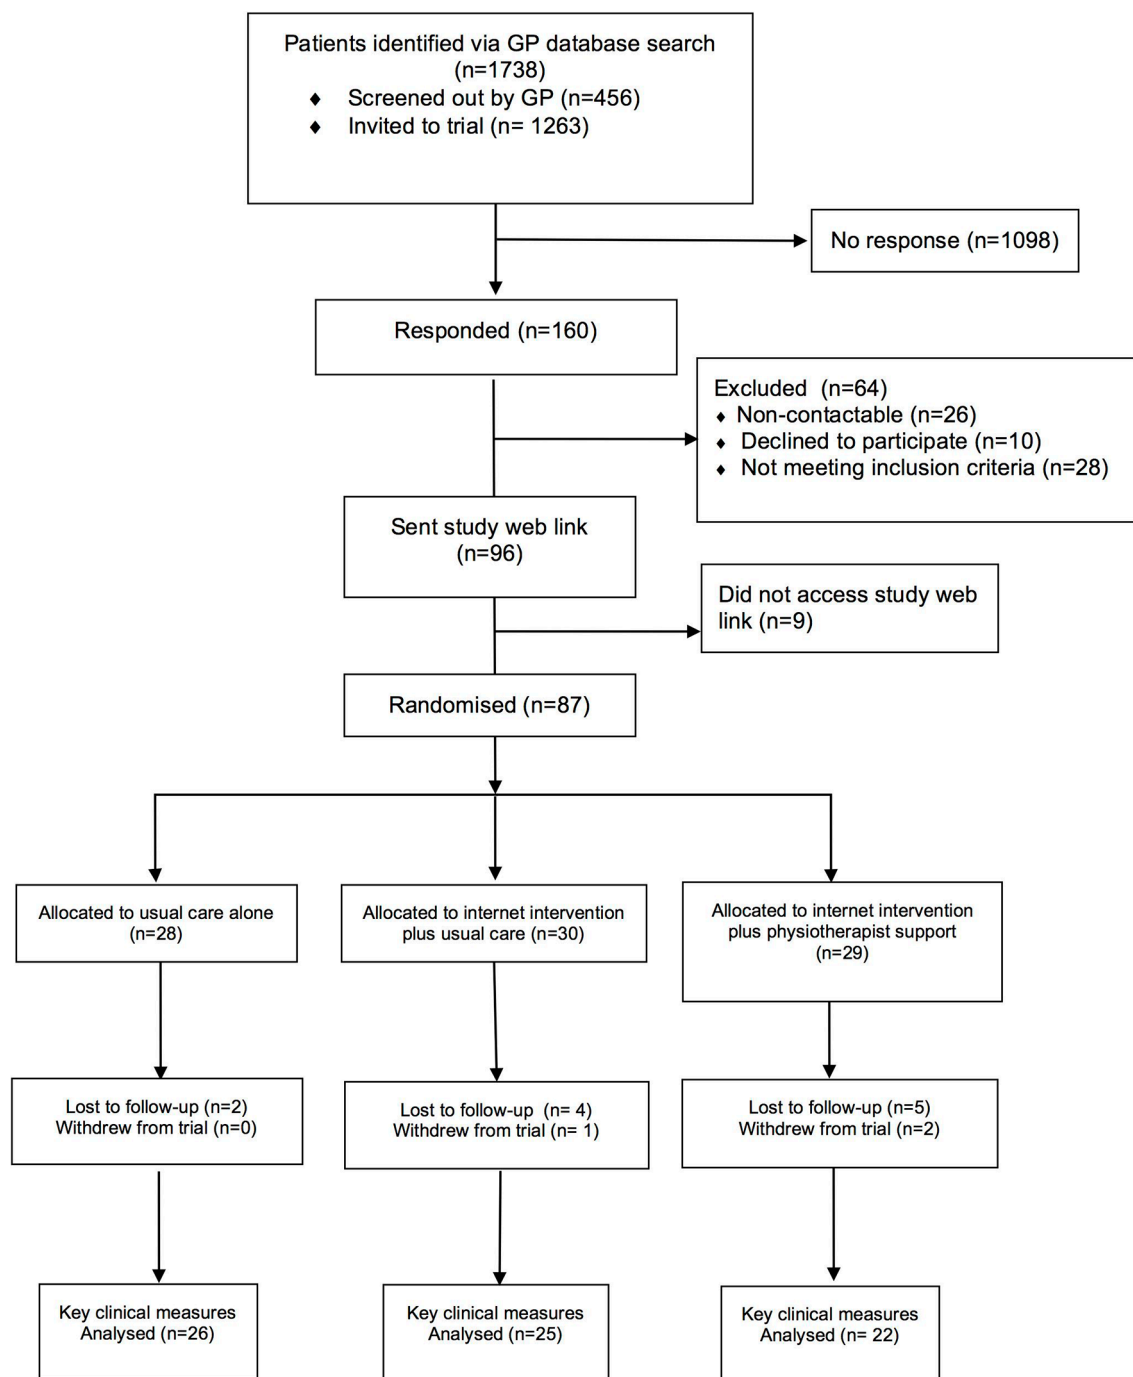 Patients identified via GP database search
(n=1738)
♦ Screened out by GP (n=456)
♦ Invited to trial (n= 1263)
No response (n=1098)
Responded (n=160)
Excluded (n=64)
♦ Non-contactable (n=26)
♦ Declined to participate (n=10)
♦ Not meeting inclusion criteria (n=28)
Sent study web link
(n=96)
Did not access study web
link (n=9)
Randomised (n=87)
Allocated to usual care alone
(n=28)
Allocated to internet intervention
plus usual care (n=30)
Allocated to internet intervention
plus physiotherapist support
(n=29)
Lost to follow-up (n=2)
Withdrew from trial (n=0)
Lost to follow-up (n= 4)
Withdrew from trial (n= 1)
Lost to follow-up (n=5)
Withdrew from trial (n=2)
Key clinical measures
Analysed (n=26)
Key clinical measures
Analysed (n=25)
Key clinical measures
Analysed (n= 22)